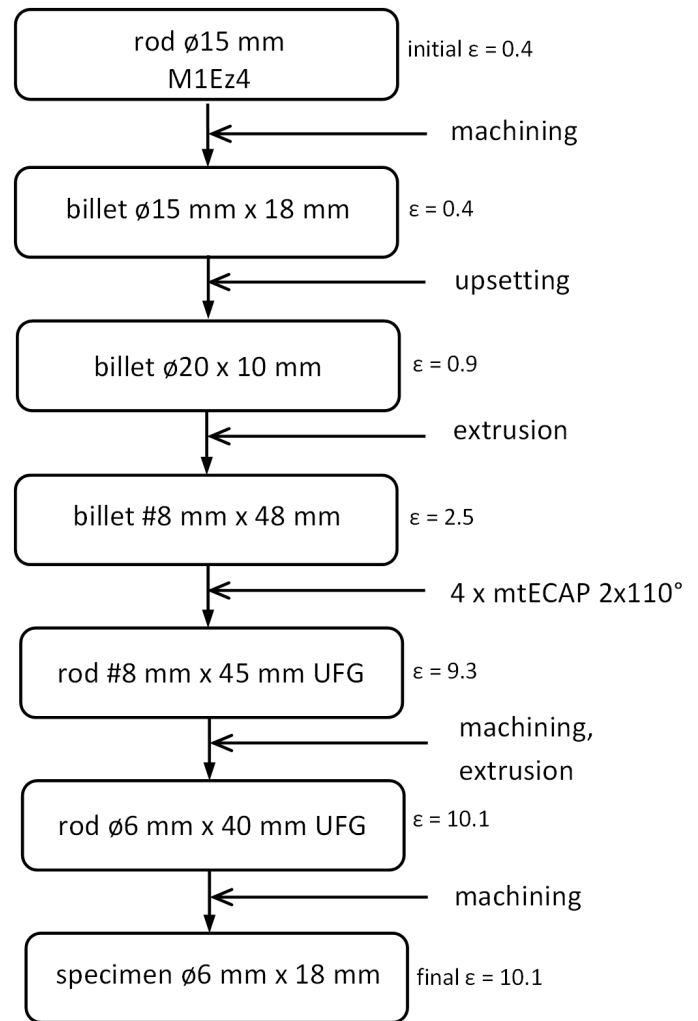 rod ø15 mm
M1Ez4
initial ε = 0.4
machining
billet ø15 mm x 18 mm
ε = 0.4
upsetting
billet ø20 x 10 mm
ε = 0.9
extrusion
billet #8 mm x 48 mm
ε = 2.5
4 x mtECAP 2x110°
rod #8 mm x 45 mm UFG
ε = 9.3
machining,
extrusion
rod ø6 mm x 40 mm UFG
ε = 10.1
machining
specimen ø6 mm x 18 mm
final ε = 10.1